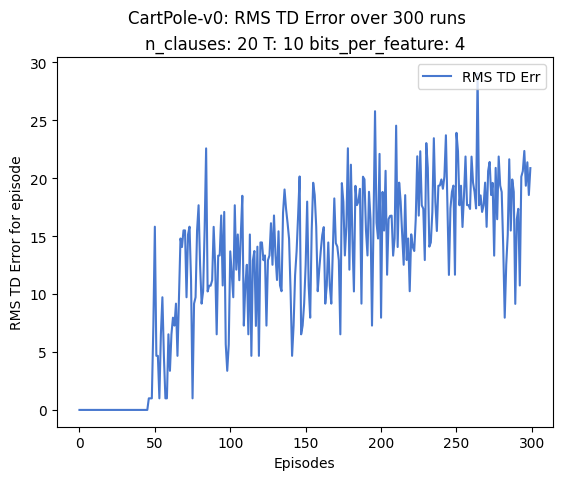 CartPole-v0: RMS TD Error over 300 runs
n_clauses: 20 T: 10 bits_per_feature: 4
RMS TD Err
RMS TD Error for episode
30
25
20
15
10
5
0
0 50 100 150 200 250 300
Episodes